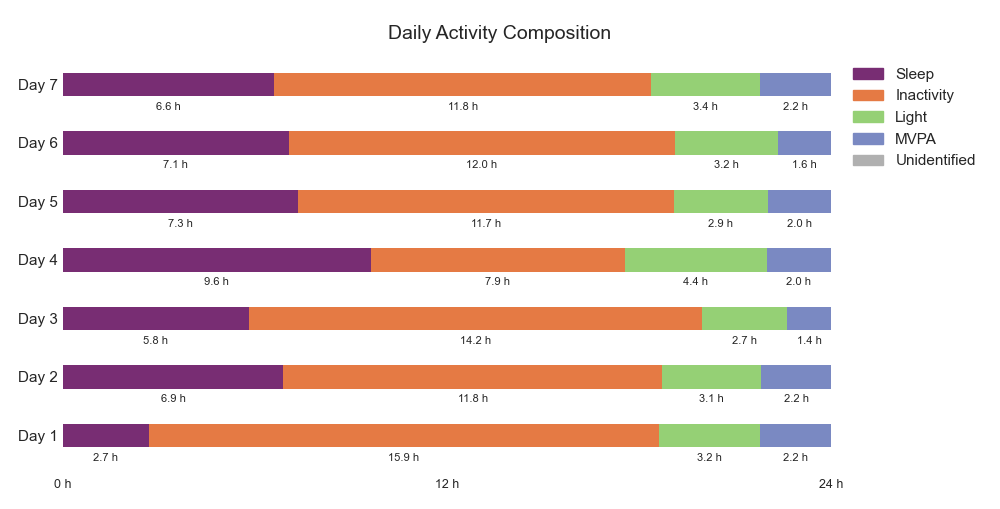 Daily Activity Composition
Day 7
6.6 h 11.8 h 3.4 h 2.2 h
Day 6
7.1 h 12.0 h 3.2 h 1.6 h
Day 5
7.3 h 11.7 h 2.9 h 2.0 h
Day 4
9.6 h 7.9 h 4.4 h 2.0 h
Day 3
5.8 h 14.2 h 2.7 h 1.4 h
Day 2
6.9 h 11.8 h 3.1 h 2.2 h
Day 1
2.7 h 15.9 h 3.2 h 2.2 h
0 h 12 h 24 h
Sleep
Inactivity
Light
MVPA
Unidentified